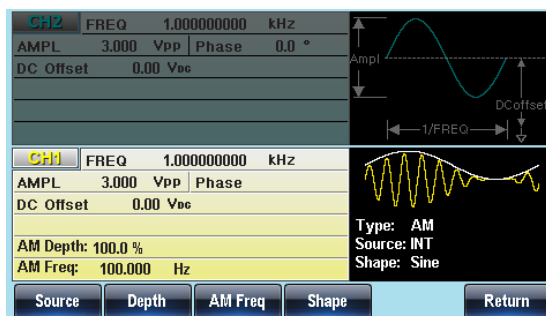 CH2 FREQ 1.000000000 kHz
AMPL 3.000 Vpp Phase 0.0 °
DC Offset 0.00 Vdc
Ampl
DCoffset
1/FREQ
CH1 FREQ 1.000000000 kHz
AMPL 3.000 Vpp Phase
DC Offset 0.00 Vdc
AM Depth: 100.0 %
AM Freq: 100.000 Hz
Type: AM
Source: INT
Shape: Sine
Source Depth AM Freq Shape Return